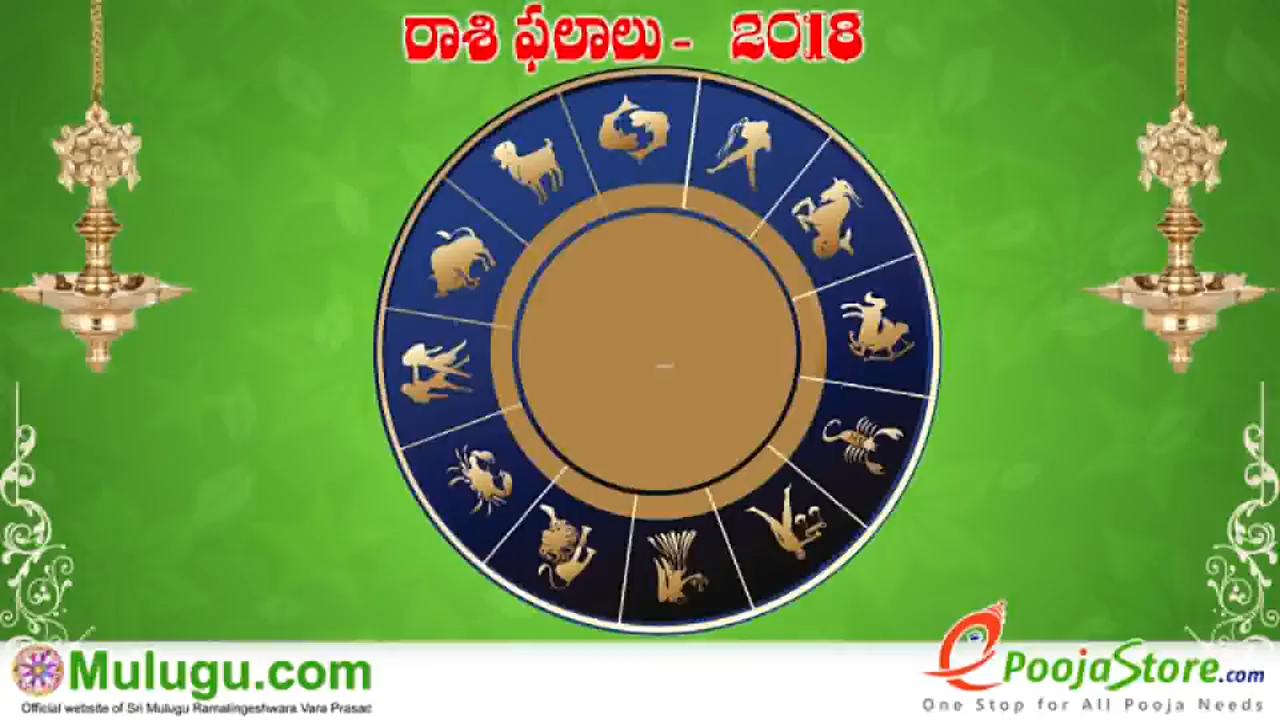 రాశి ఫలాలు - 2018
Mulugu.com
Official website of Sri Mulugu Ramalingeshwara Vara Prasad
ePoojaStore.com
One Stop for All Pooja Needs